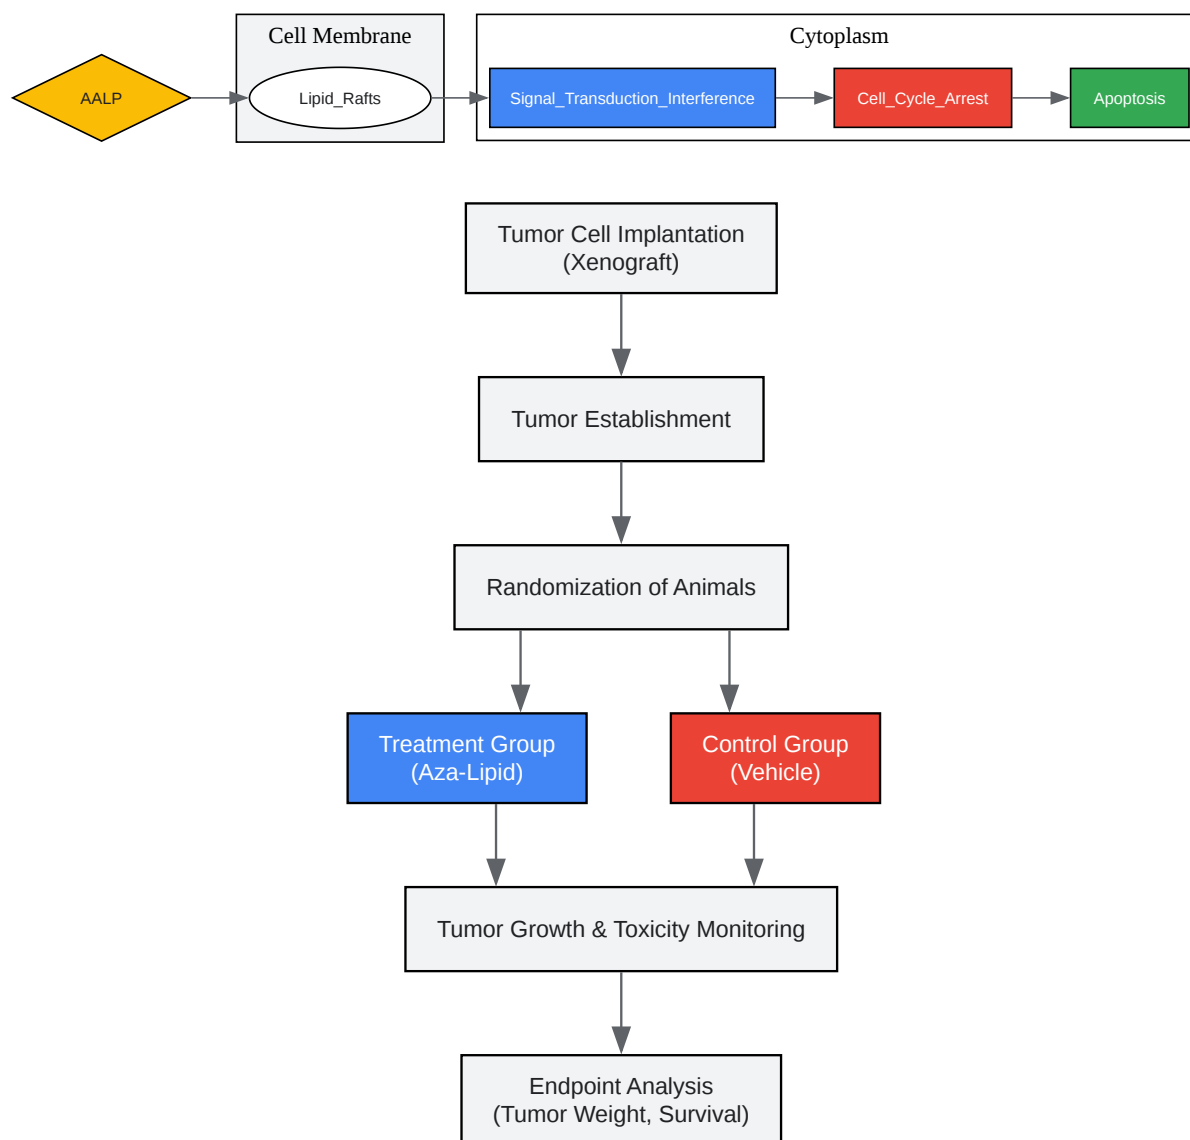 Cell Membrane
Cytoplasm
AALP
Lipid_Rafts
Signal_Transduction_Interference
Cell_Cycle_Arrest
Apoptosis
Tumor Cell Implantation
(Xenograft)
Tumor Establishment
Randomization of Animals
Treatment Group
(Aza-Lipid)
Control Group
(Vehicle)
Tumor Growth & Toxicity Monitoring
Endpoint Analysis
(Tumor Weight, Survival)